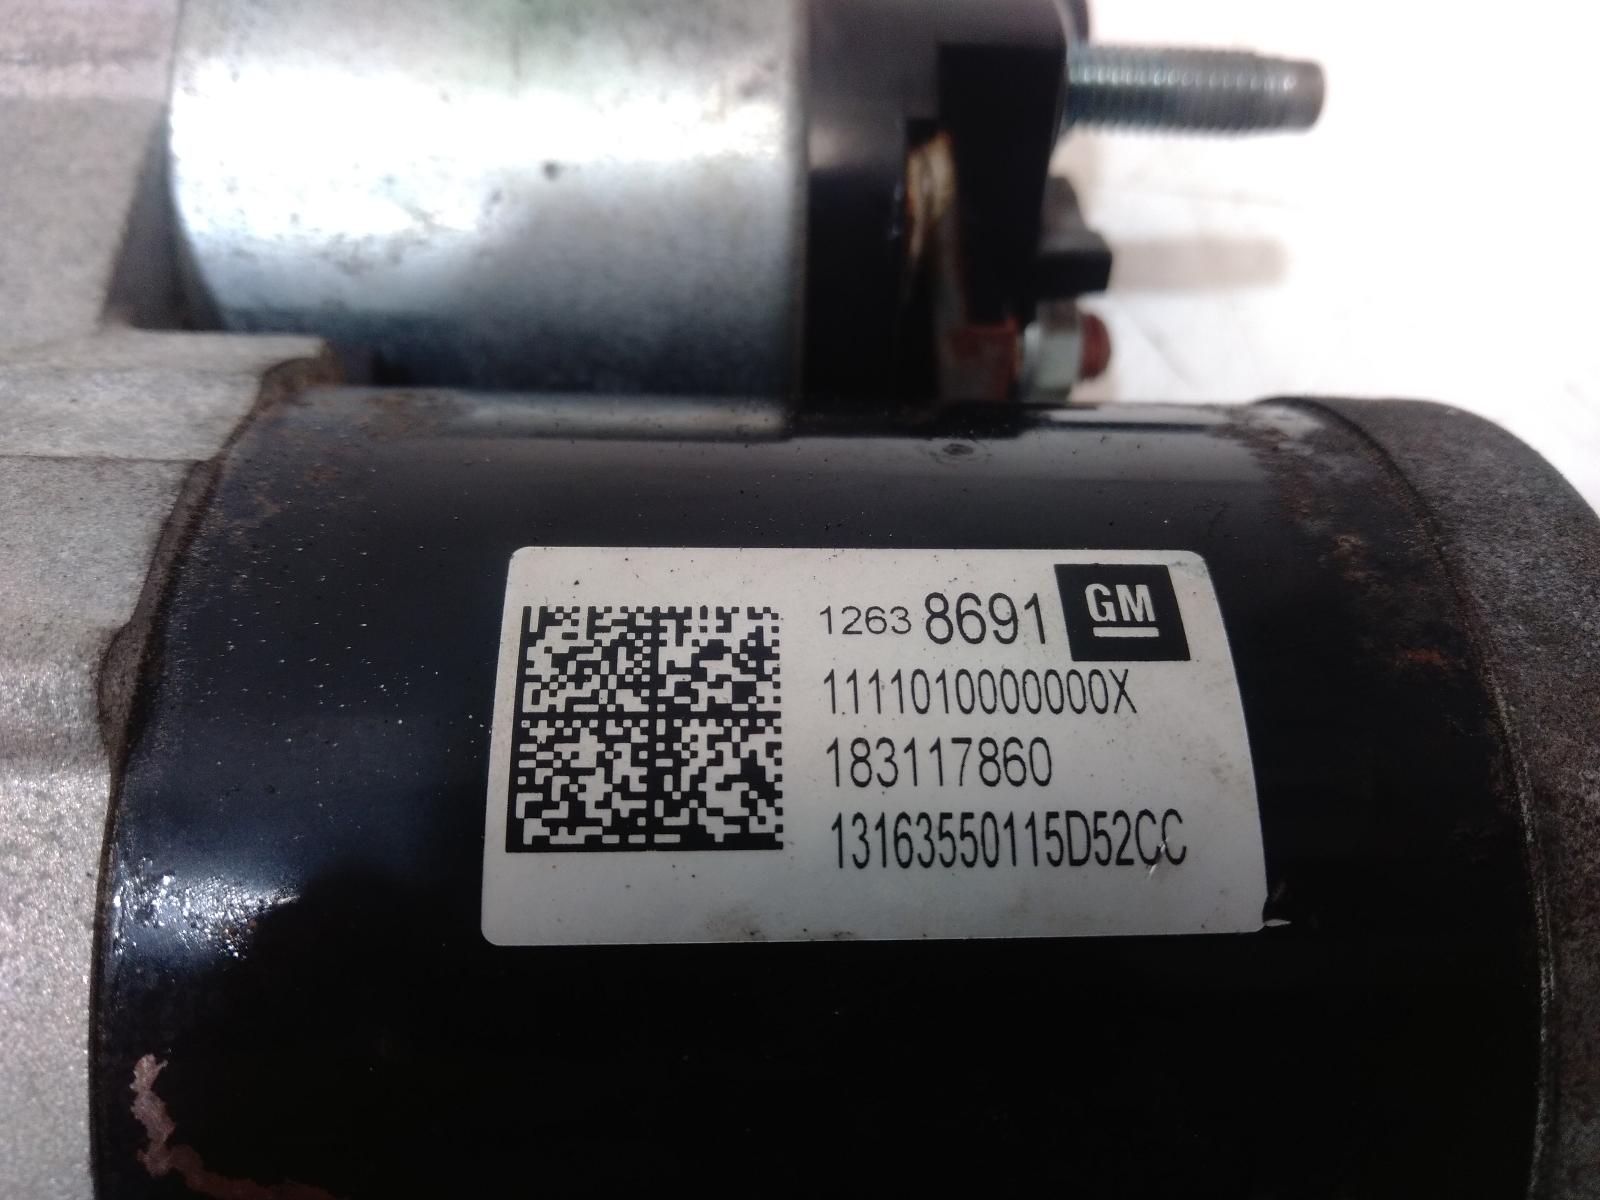 1263 8691 GM
1111010000000X
183117860
13163550115D52CC